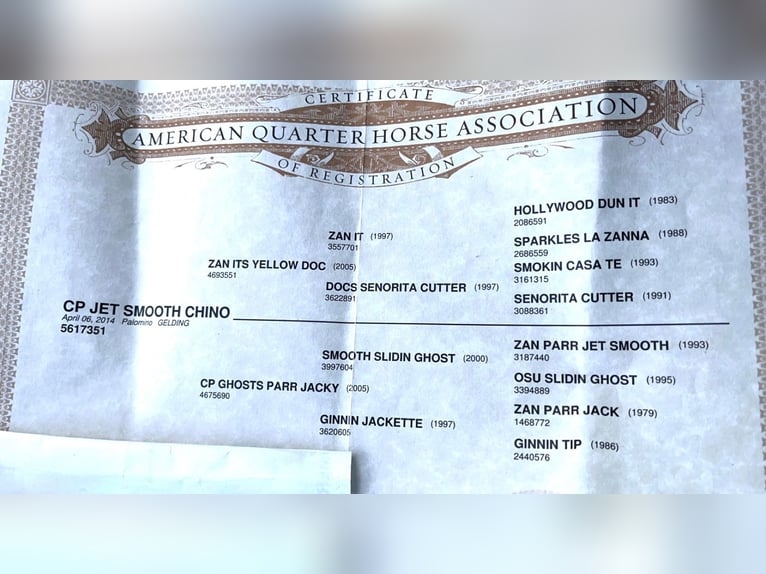 CERTIFICATE
AMERICAN QUARTER HORSE ASSOCIATION
OF REGISTRATION
HOLLYWOOD DUN IT (1983)
2086591
ZAN IT (1997)
3557701
SPARKLES LA ZANNA (1988)
2686559
ZAN ITS YELLOW DOC (2005)
4693551
SMOKIN CASA TE (1993)
3161315
DOCS SENORITA CUTTER (1997)
3622891
SENORITA CUTTER (1991)
3088361
CP JET SMOOTH CHINO
April 06, 2014 Palomino GELDING
5617351
ZAN PARR JET SMOOTH (1993)
3187440
SMOOTH SLIDIN GHOST (2000)
3997604
OSU SLIDIN GHOST (1995)
3394889
CP GHOSTS PARR JACKY (2005)
4675690
ZAN PARR JACK (1979)
1468772
GINNIN JACKETTE (1997)
3620605
GINNIN TIP (1986)
2440576